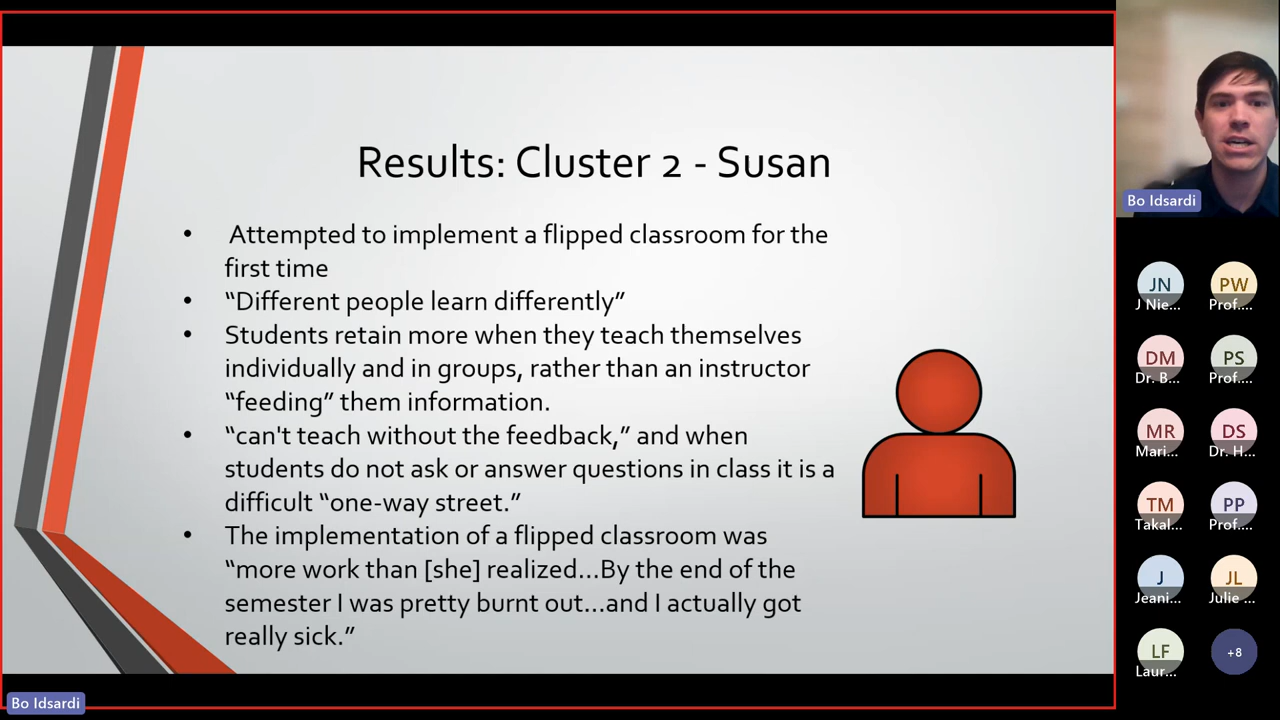 Results: Cluster 2 - Susan
• Attempted to implement a flipped classroom for the
first time
• “Different people learn differently”
• Students retain more when they teach themselves
individually and in groups, rather than an instructor
“feeding” them information.
• “can't teach without the feedback,” and when
students do not ask or answer questions in class it is a
difficult “one-way street.”
• The implementation of a flipped classroom was
“more work than [she] realized...By the end of the
semester I was pretty burnt out...and I actually got
really sick.”
Bo Idsardi
Bo Idsardi
JN
J Nie...
PW
Prof....
DM
Dr. B...
PS
Prof....
MR
Mari...
DS
Dr. H...
TM
Takal...
PP
Prof....
J
Jeani...
JL
Julie ...
LF
Laur...
+8